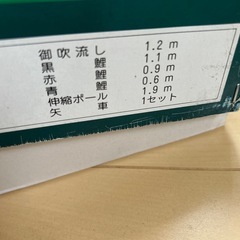 御吹流し 1.2 m
黒鯉 1.1 m
赤鯉 0.9 m
青鯉 0.6 m
伸縮ポール 1.9 m
矢車 1セット